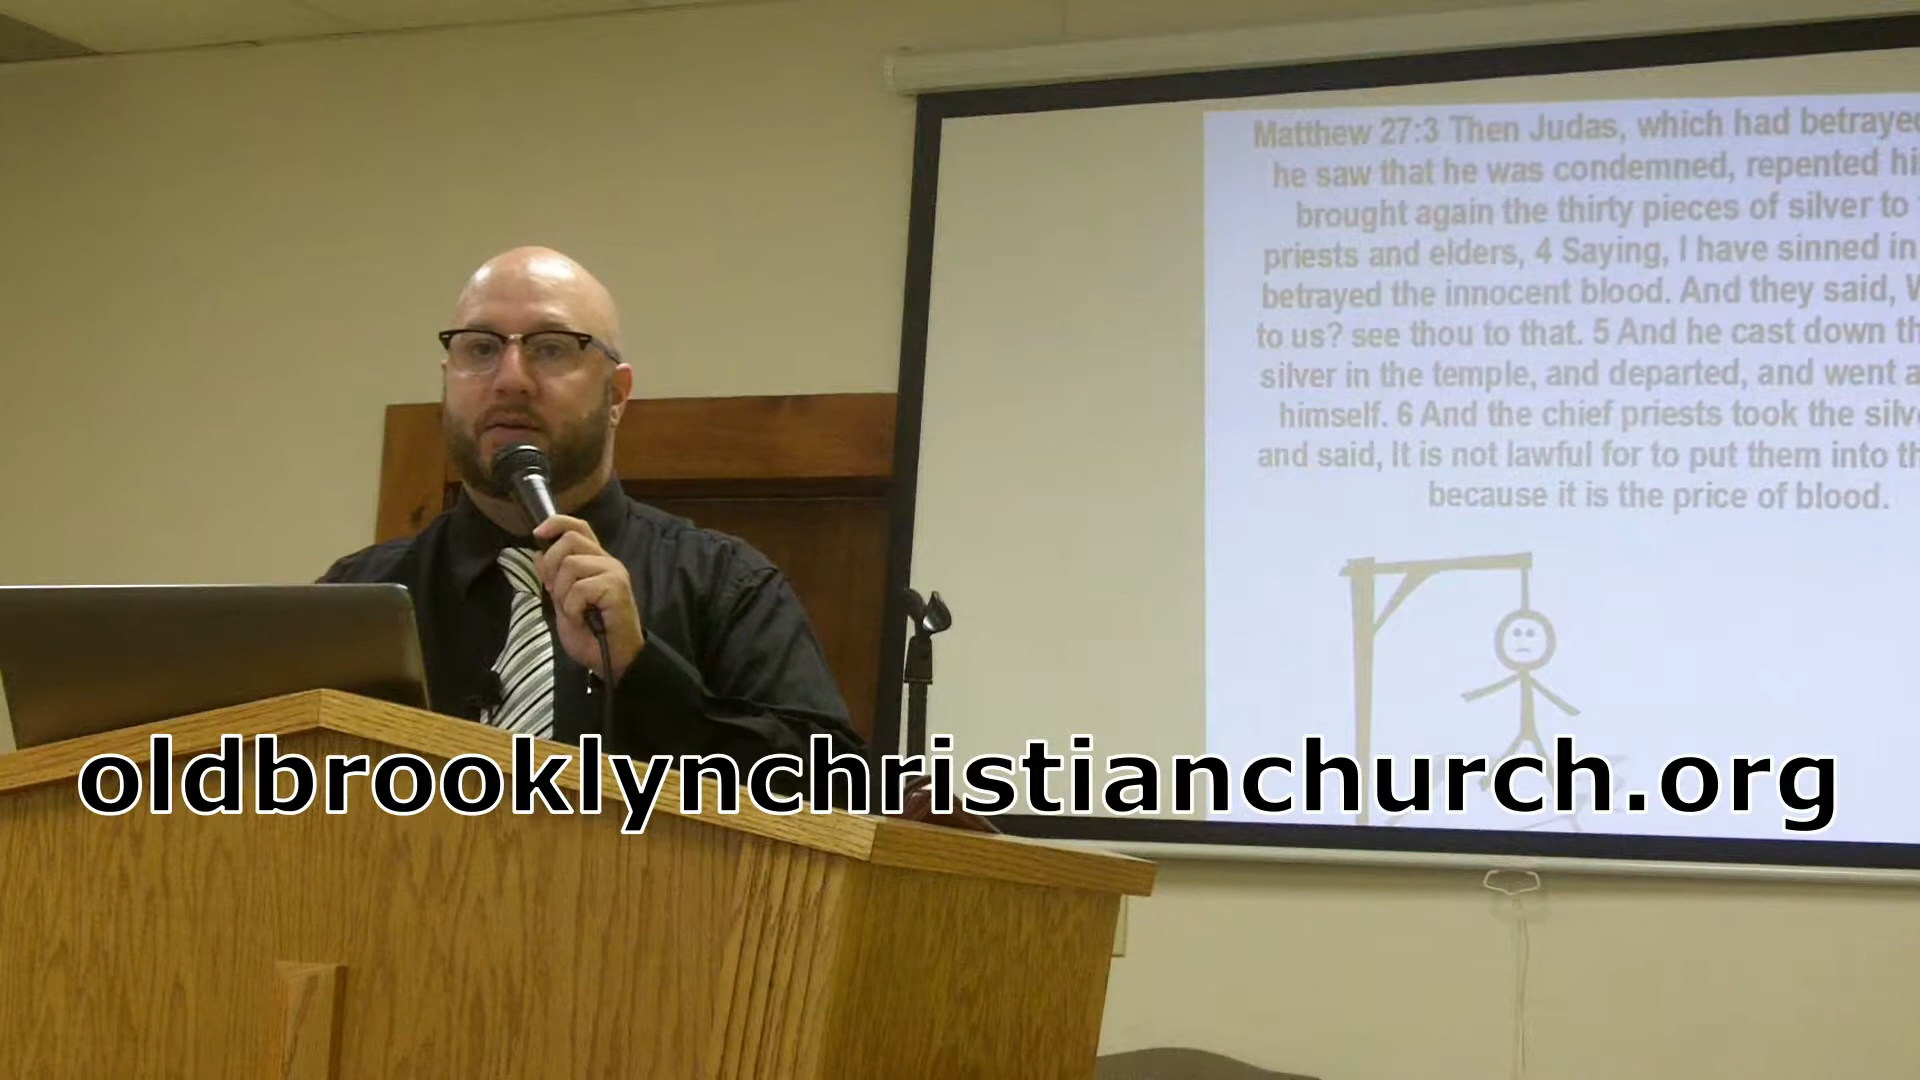 Matthew 27:3 Then Judas, which had betrayed
he saw that he was condemned, repented hi
brought again the thirty pieces of silver to
priests and elders, 4 Saying, I have sinned in
betrayed the innocent blood. And they said, W
to us? see thou to that. 5 And he cast down th
silver in the temple, and departed, and went a
himself. 6 And the chief priests took the silv
and said, It is not lawful for to put them into th
because it is the price of blood.
oldbrooklynchristianchurch.org